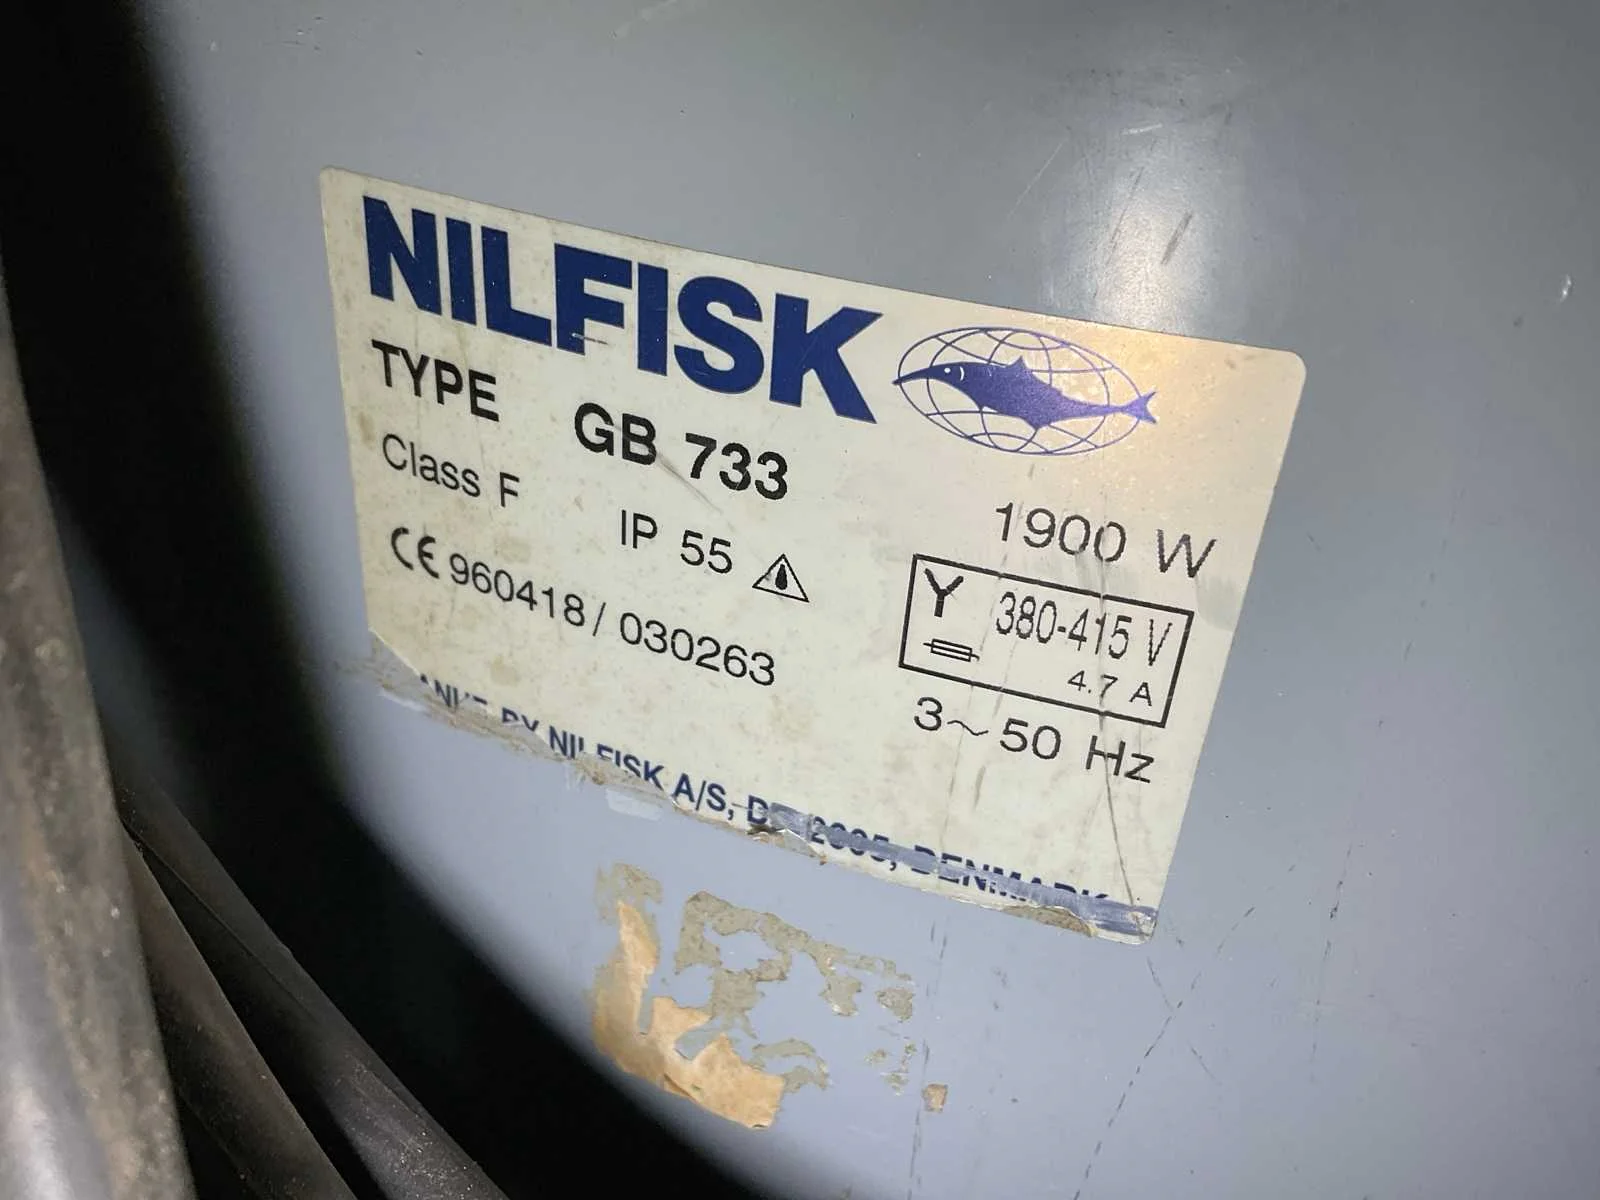 NILFISK
TYPE GB 733
Class F IP 55
1900 W
Y 380-415 V
4.7 A
CE 960418 / 030263
3~50 Hz
BY NILFISK A/S, DENMARK